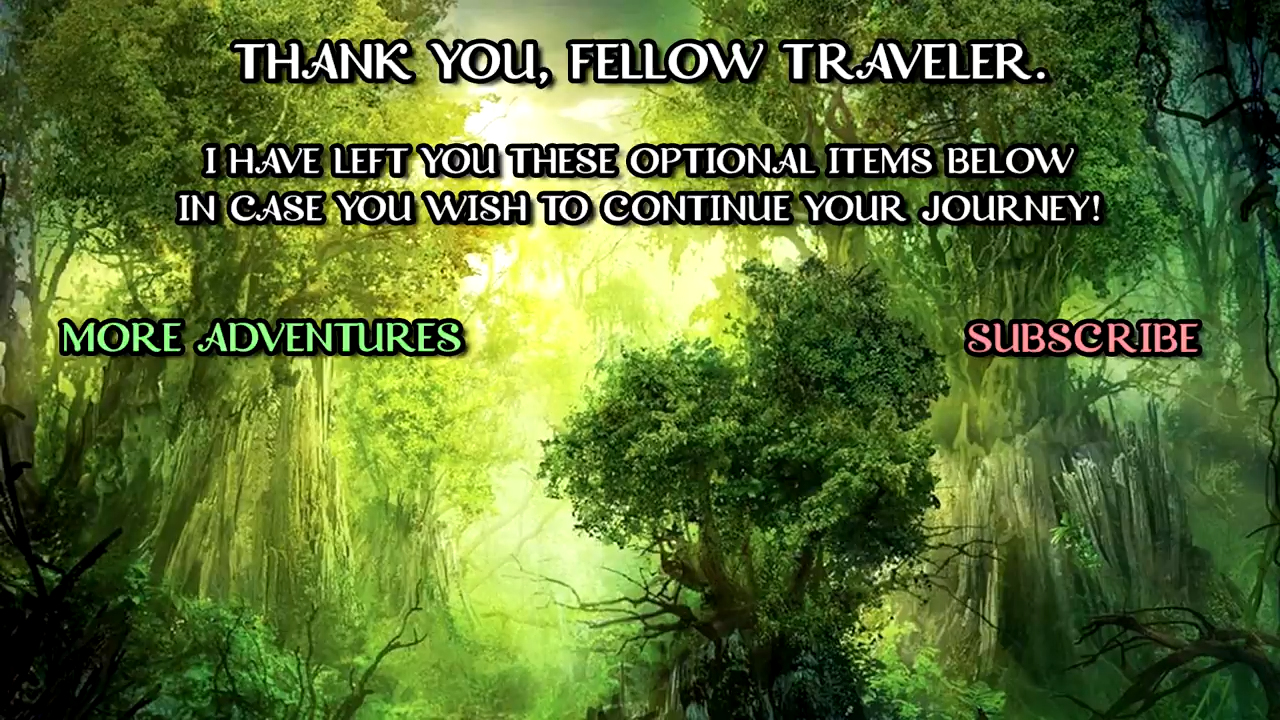 THANK YOU, FELLOW TRAVELER.
I HAVE LEFT YOU THESE OPTIONAL ITEMS BELOW
IN CASE YOU WISH TO CONTINUE YOUR JOURNEY!
MORE ADVENTURES
SUBSCRIBE